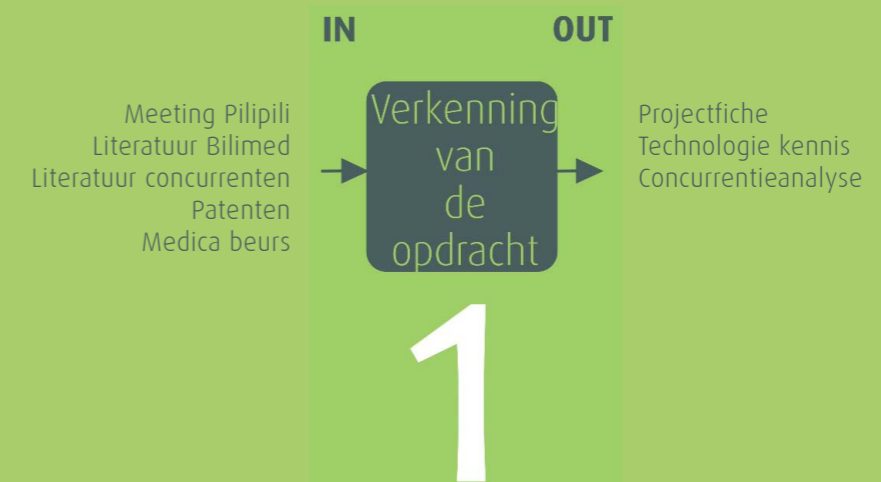 IN
OUT
Meeting Pilipili
Literatuur Bilimed
Literatuur concurrenten
Patenten
Medica beurs
Verkenning
van
de
opdracht
Projectfiche
Technologie kennis
Concurrentieanalyse
1